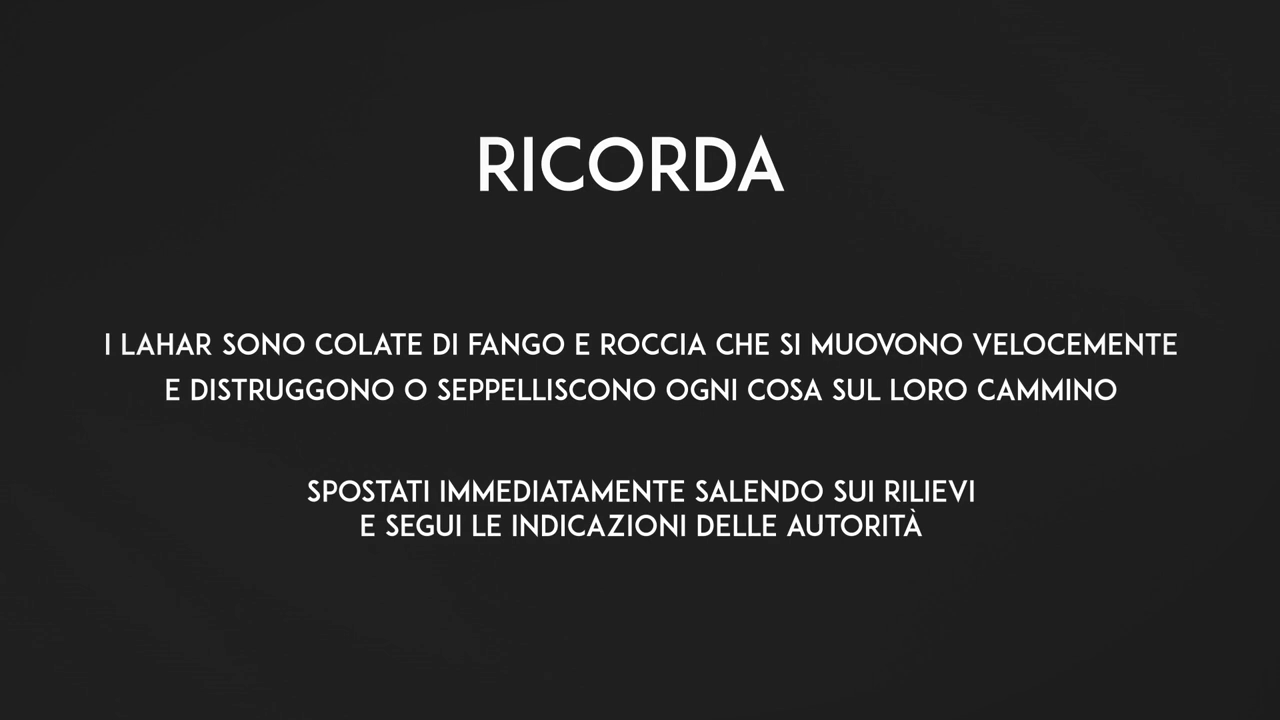 RICORDA
I LAHAR SONO COLATE DI FANGO E ROCCIA CHE SI MUOVONO VELOCEMENTE
E DISTRUGGONO O SEPPELLISCONO OGNI COSA SUL LORO CAMMINO
SPOSTATI IMMEDIATAMENTE SALENDO SUI RILIEVI
E SEGUI LE INDICAZIONI DELLE AUTORITÀ